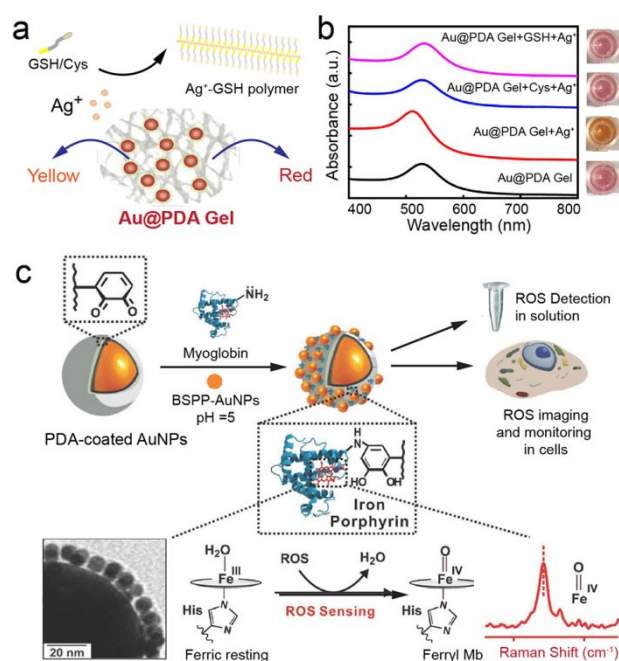 a
GSH/Cys
Ag⁺-GSH polymer
Ag⁺
Yellow
Red
Au@PDA Gel
b
Absorbance (a.u.)
Au@PDA Gel+GSH+Ag⁺
Au@PDA Gel+Cys+Ag⁺
Au@PDA Gel+Ag⁺
Au@PDA Gel
400 500 600 700 800
Wavelength (nm)
c
O O
PDA-coated AuNPs
NH₂
Myoglobin
BSPP-AuNPs
pH =5
ROS Detection
in solution
ROS imaging
and monitoring
in cells
H
N
HO OH
Iron
Porphyrin
20 nm
H₂O
Fe III
His
N
N
H
Ferric resting
ROS
H₂O
ROS Sensing
O
Fe IV
His
N
N
H
Ferryl Mb
O
Fe IV
Raman Shift (cm⁻¹)